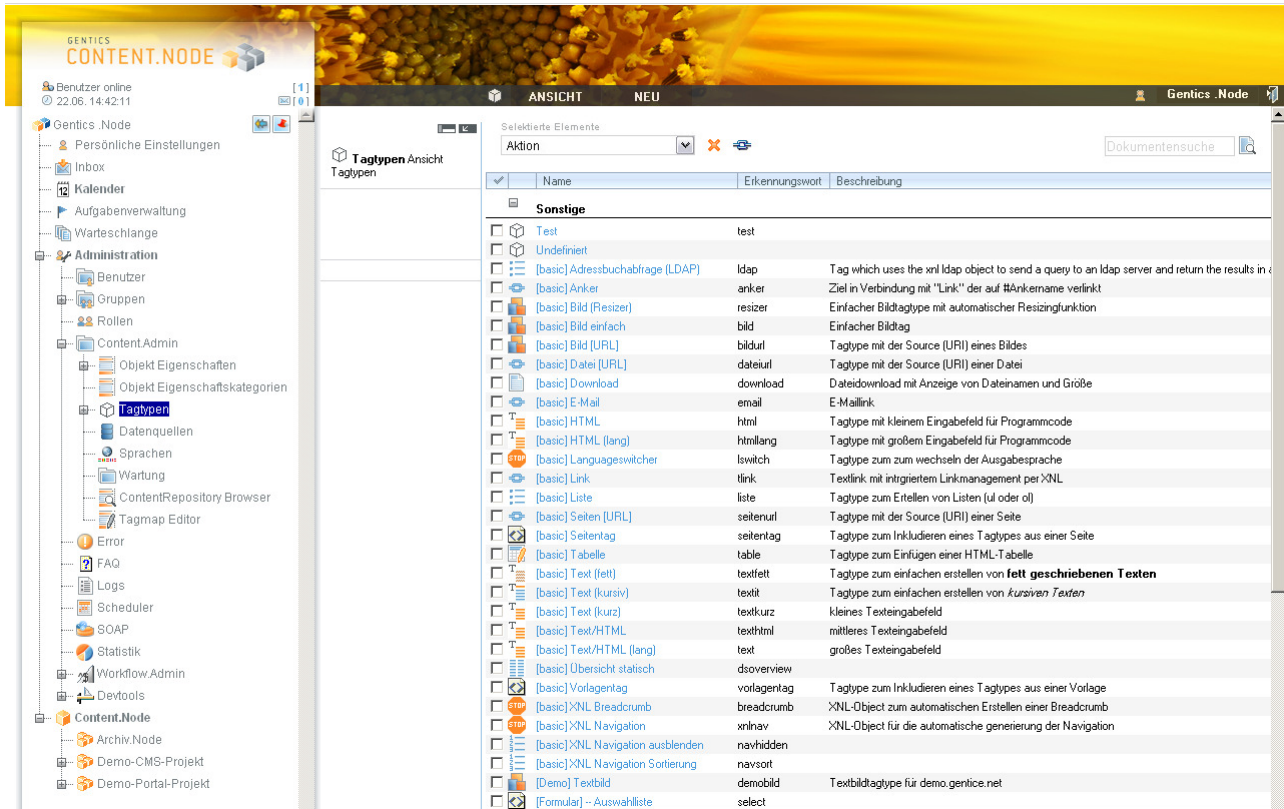 GENTICS
CONTENT.NODE
Benutzer online [1]
22.06. 14:42:11 [0]
ANSICHT NEU Gentics .Node
Gentics .Node
Persönliche Einstellungen
Inbox
Kalender
Aufgabenverwaltung
Warteschlange
Administration
Benutzer
Gruppen
Rollen
Content.Admin
Objekt Eigenschaften
Objekt Eigenschaftskategorien
Tagtypen
Datenquellen
Sprachen
Wartung
ContentRepository Browser
Tagmap Editor
Error
FAQ
Logs
Scheduler
SOAP
Statistik
Workflow.Admin
Devtools
Content.Node
Archiv.Node
Demo-CMS-Projekt
Demo-Portal-Projekt
Tagtypen Ansicht
Tagtypen
Selektierte Elemente
Aktion Dokumentensuche
Name Erkennungswort Beschreibung
Sonstige
Test test
Undefiniert
[basic] Adressbuchabfrage (LDAP) ldap Tag which uses the xnl ldap object to send a query to an ldap server and return the results in
[basic] Anker anker Ziel in Verbindung mit "Link" der auf #Ankername verlinkt
[basic] Bild (Resizer) resizer Einfacher Bildtagtype mit automatischer Resizingfunktion
[basic] Bild einfach bild Einfacher Bildtag
[basic] Bild [URL] bildurl Tagtype mit der Source (URI) eines Bildes
[basic] Datei [URL] dateiurl Tagtype mit der Source (URI) einer Datei
[basic] Download download Dateidownload mit Anzeige von Dateinamen und Größe
[basic] E-Mail email E-Maillink
[basic] HTML html Tagtype mit kleinem Eingabefeld für Programmcode
[basic] HTML (lang) htmllang Tagtype mit großem Eingabefeld für Programmcode
[basic] Languageswitcher lswitch Tagtype zum zum wechseln der Ausgabesprache
[basic] Link tlink Textlink mit intrgriertem Linkmanagement per XNL
[basic] Liste liste Tagtype zum Ertellen von Listen (ul oder ol)
[basic] Seiten [URL] seitenurl Tagtype mit der Source (URI) einer Seite
[basic] Seitentag seitentag Tagtype zum Inkludieren eines Tagtypes aus einer Seite
[basic] Tabelle table Tagtype zum Einfügen einer HTML-Tabelle
[basic] Text (fett) textfett Tagtype zum einfachen erstellen von fett geschriebenen Texten
[basic] Text (kursiv) textit Tagtype zum einfachen erstellen von kursiven Texten
[basic] Text (kurz) textkurz kleines Texteingabefeld
[basic] Text/HTML texthtml mittleres Texteingabefeld
[basic] Text/HTML (lang) text großes Texteingabefeld
[basic] Übersicht statisch dsoverview
[basic] Vorlagentag vorlagentag Tagtype zum Inkludieren eines Tagtypes aus einer Vorlage
[basic] XNL Breadcrumb breadcrumb XNL-Object zum automatischen Erstellen einer Breadcrumb
[basic] XNL Navigation xnlnav XNL-Object für die automatische generierung der Navigation
[basic] XNL Navigation ausblenden navhidden
[basic] XNL Navigation Sortierung navsort
[Demo] Textbild demobild Textbildtagtype für demo.gentice.net
[Formular] -- Auswahlliste select